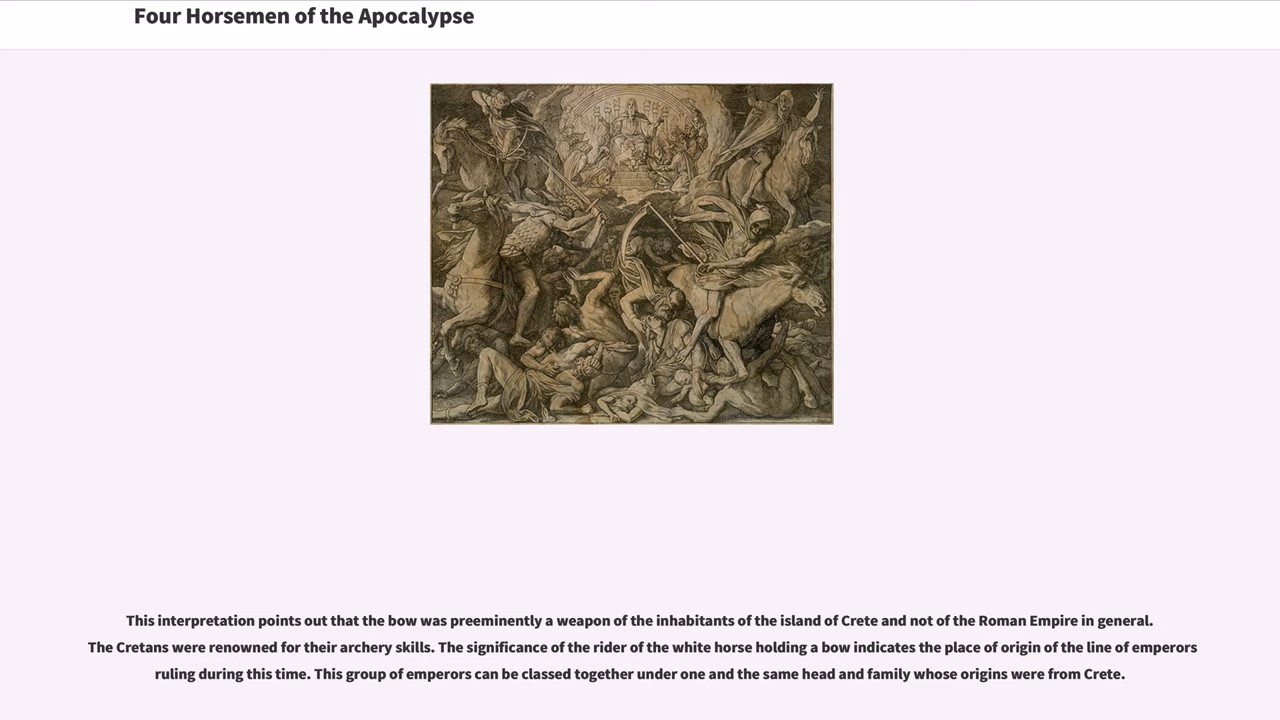 Four Horsemen of the Apocalypse
This interpretation points out that the bow was preeminently a weapon of the inhabitants of the island of Crete and not of the Roman Empire in general.
The Cretans were renowned for their archery skills. The significance of the rider of the white horse holding a bow indicates the place of origin of the line of emperors
ruling during this time. This group of emperors can be classed together under one and the same head and family whose origins were from Crete.